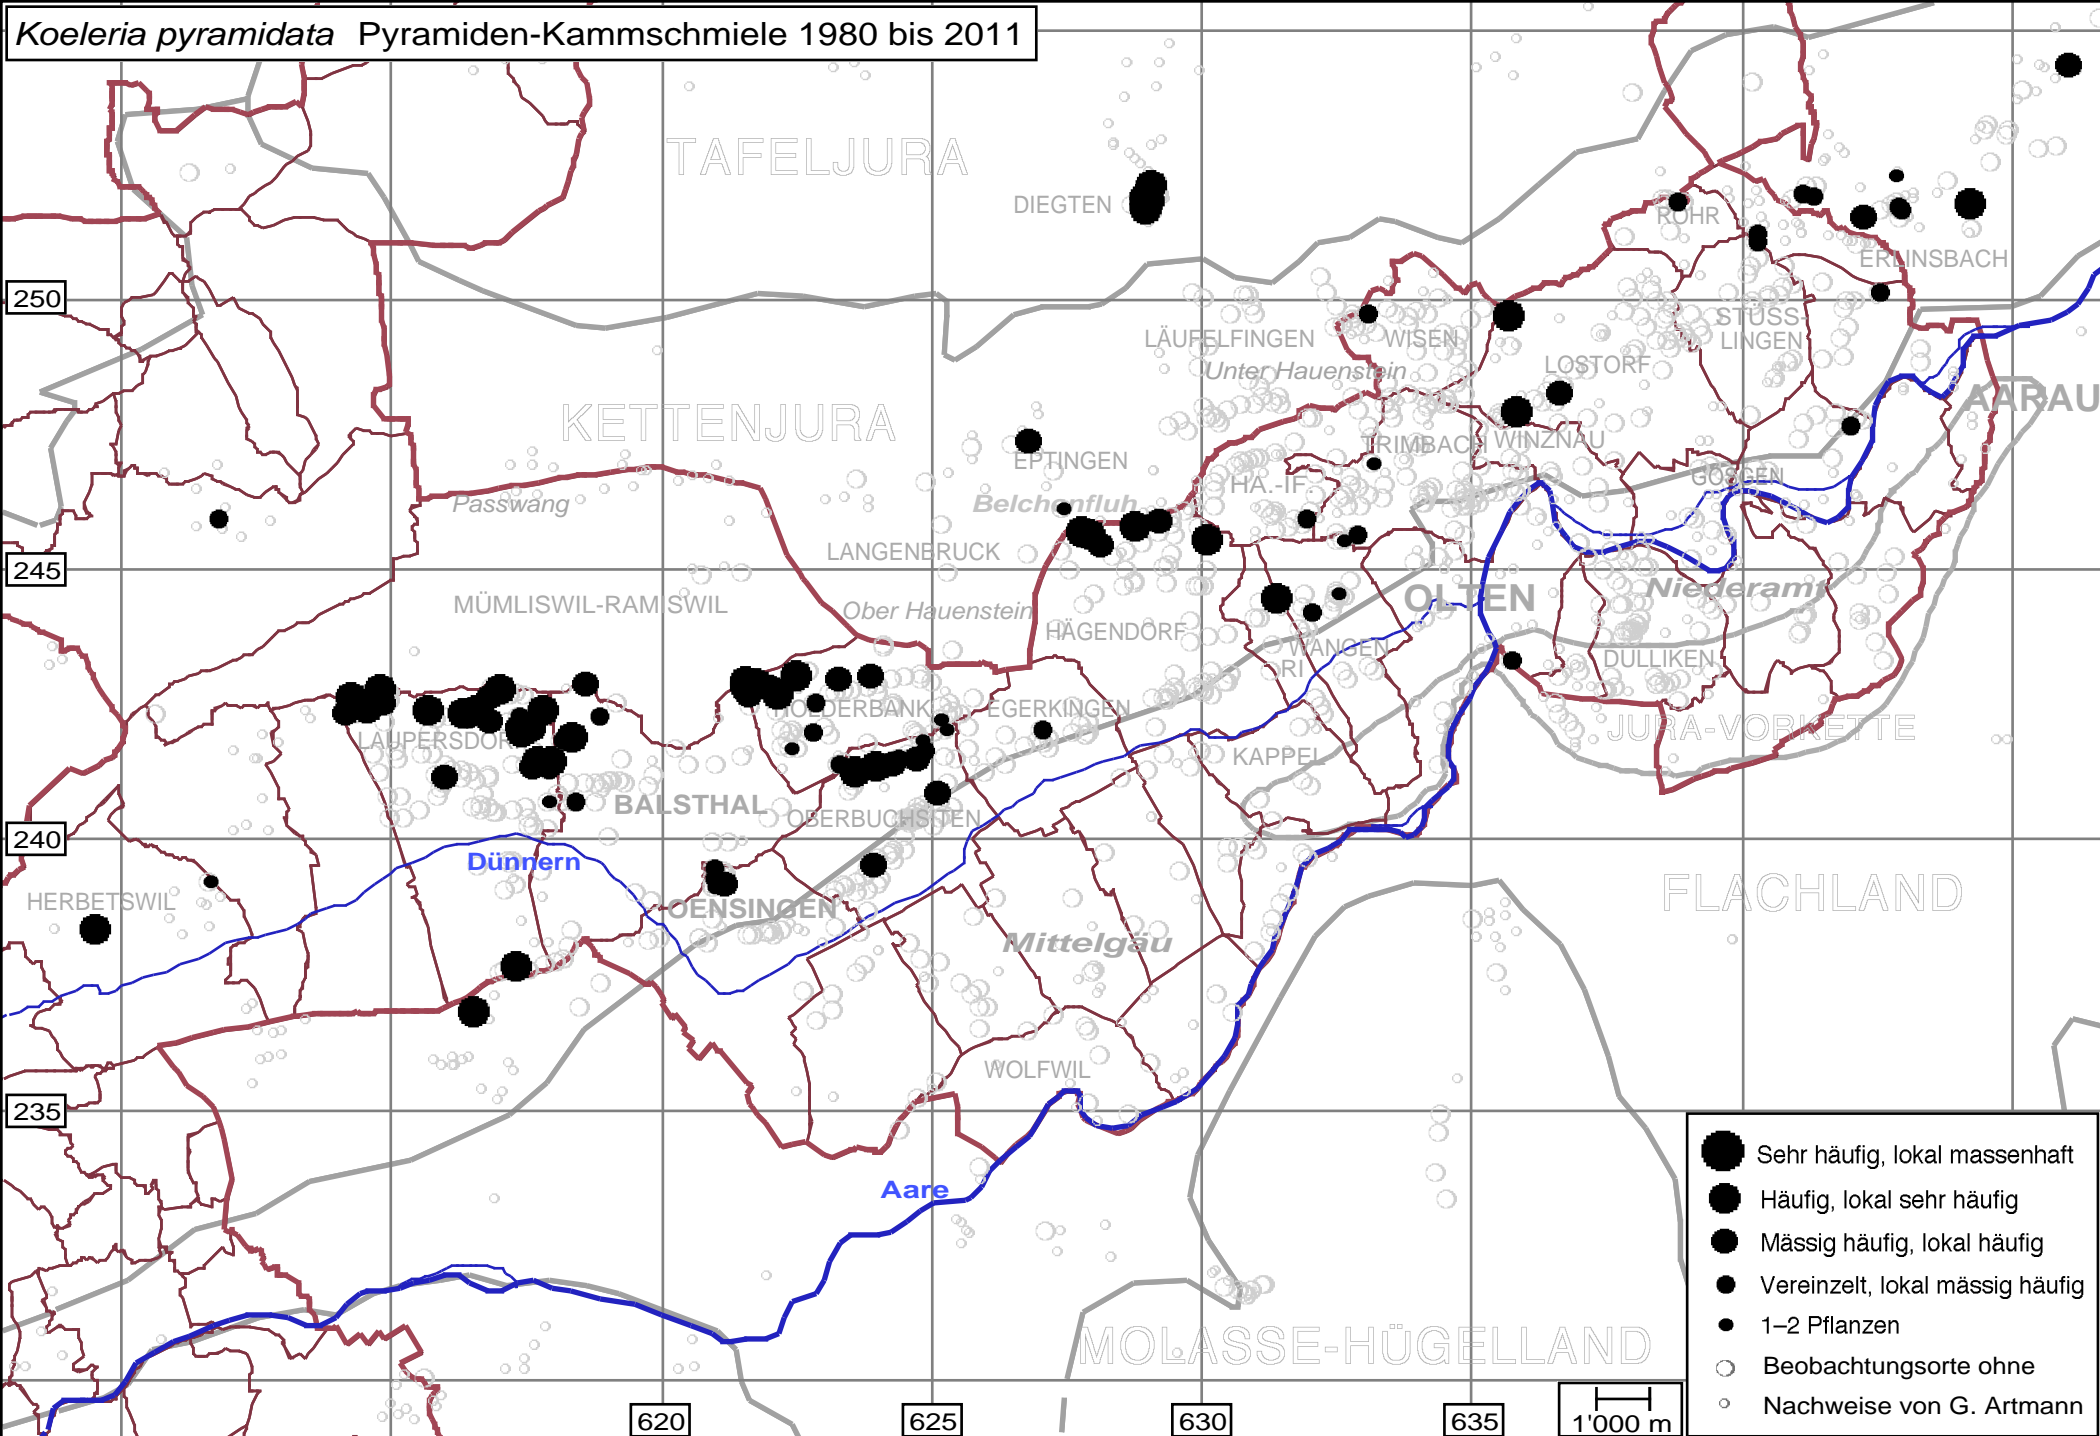 Koeleria pyramidata Pyramiden-Kammschmiele 1980 bis 2011
TAFELJURA
DIEGTEN
ROHR
ERLINSBACH
250
STÜSS-
LINGEN
LÄUFELFINGEN
WISEN
Unter Hauenstein
LOSTORF
AARAU
KETTENJURA
TRIMBACH
WINZNAU
EPTINGEN
GÖSGEN
HA.-IF.
Passwang
Belchenfluh
LANGENBRUCK
245
MÜMLISWIL-RAMISWIL
Ober Hauenstein
OLTEN
Niederamt
HÄGENDORF
WANGEN
RI
DULLIKEN
HOLDERBANK
EGERKINGEN
JURA-VORKETTE
LAUPERSDORF
KAPPEL
BALSTHAL
OBERBUCHSITEN
240
Dünnern
HERBETSWIL
OENSINGEN
FLACHLAND
Mittelgäu
WOLFWIL
235
Aare
MOLASSE-HÜGELLAND
Sehr häufig, lokal massenhaft
Häufig, lokal sehr häufig
Mässig häufig, lokal häufig
Vereinzelt, lokal mässig häufig
1–2 Pflanzen
Beobachtungsorte ohne
Nachweise von G. Artmann
620
625
630
635
1'000 m